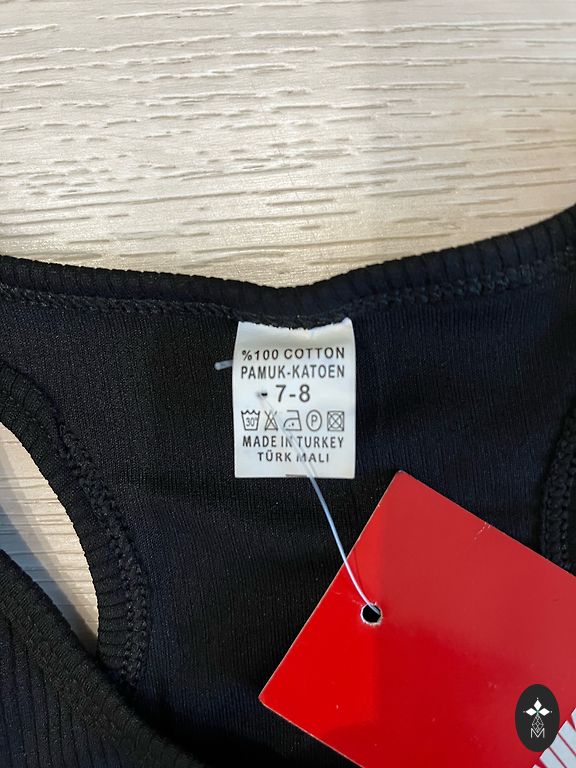 %100 COTTON
PAMUK-KATOEN
7-8
30° P
MADE IN TURKEY
TÜRK MALI
M